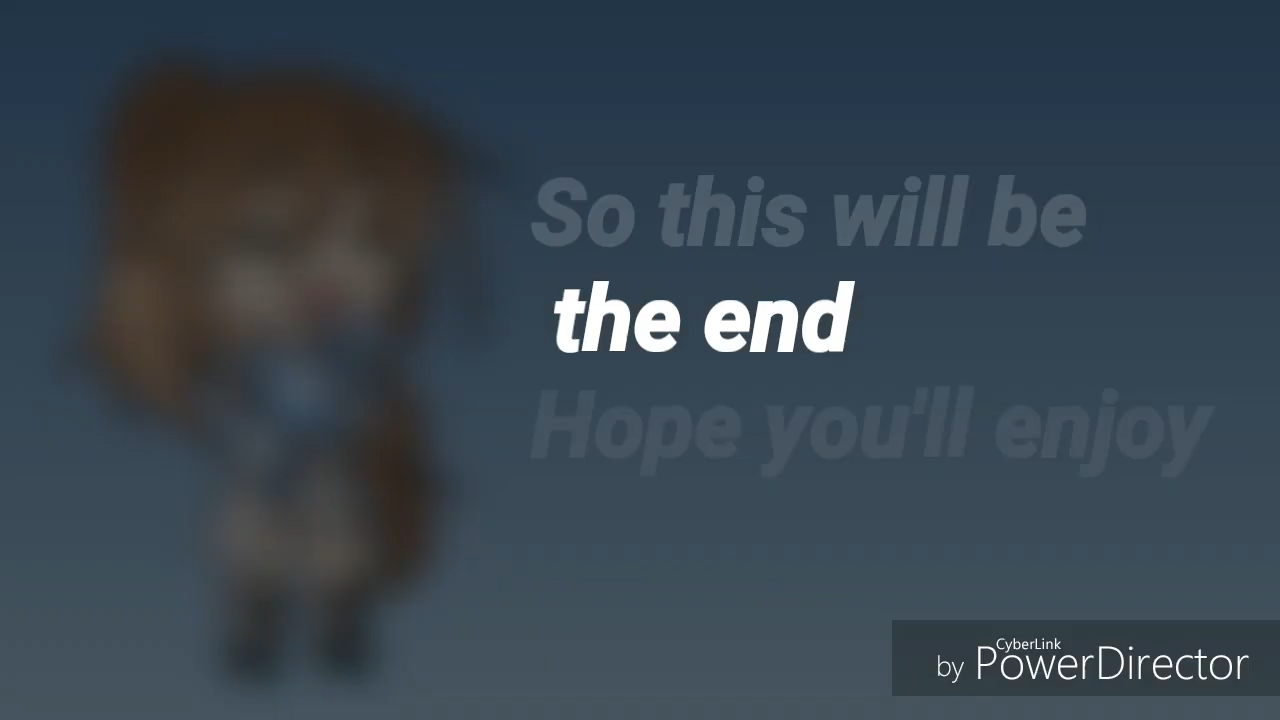 So this will be
the end
Hope you'll enjoy
CyberLink
by PowerDirector